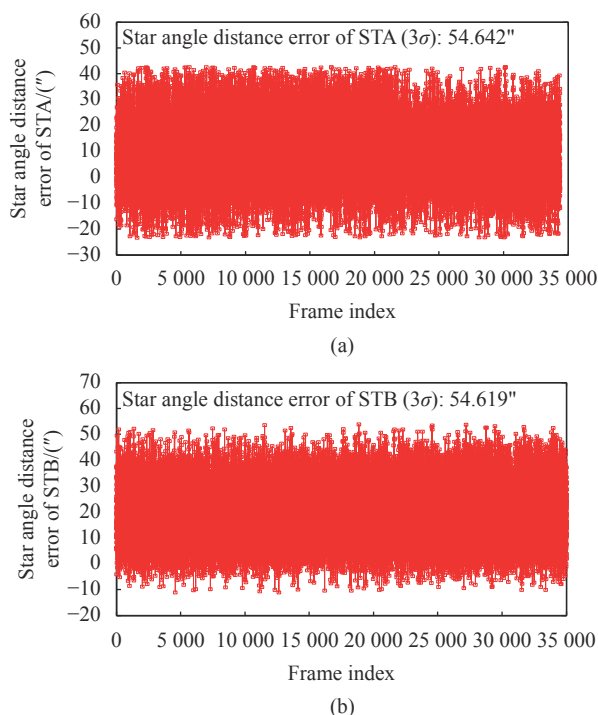 60
Star angle distance error of STA (3σ): 54.642"
50
40
30
20
10
0
−10
−20
−30
Star angle distance
error of STA/(″)
0 5 000 10 000 15 000 20 000 25 000 30 000 35 000
Frame index
(a)
70
Star angle distance error of STB (3σ): 54.619"
60
50
40
30
20
10
0
−10
−20
Star angle distance
error of STB/(″)
0 5 000 10 000 15 000 20 000 25 000 30 000 35 000
Frame index
(b)